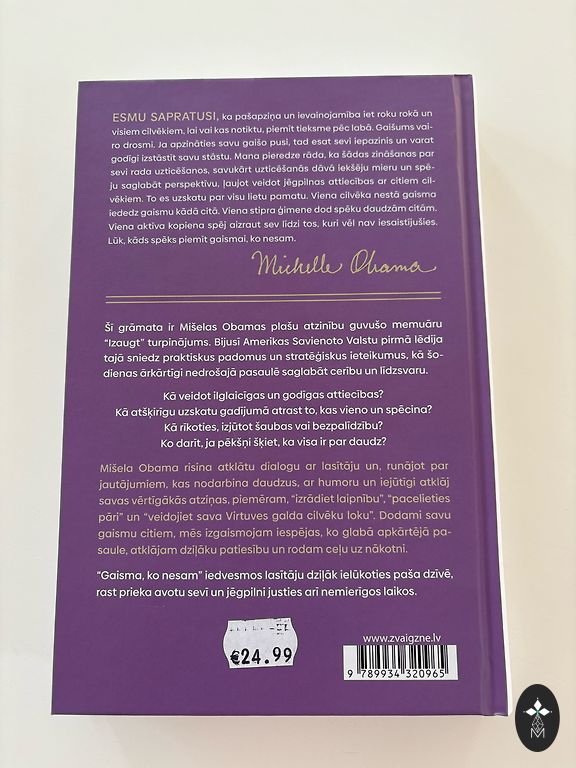 ESMU SAPRATUSI, ka pašapziņa un ievainojamība iet roku rokā un
visiem cilvēkiem, lai vai kas notiktu, piemīt tieksme pēc labā. Gaišums vai-
ro drosmi. Ja apzināties savu gaišo pusi, tad esat sevi iepazinis un varat
godīgi izstāstīt savu stāstu. Mana pieredze rāda, ka šādas zināšanas par
sevi rada uzticēšanos, savukārt uzticēšanās dāvā iekšēju mieru un spē-
ju saglabāt perspektīvu, ļaujot veidot jēgpilnas attiecības ar citiem cil-
vēkiem. To es uzskatu par visu lietu pamatu. Viena cilvēka nestā gaisma
iededz gaismu kādā citā. Viena stipra ģimene dod spēku daudzām citām.
Viena aktīva kopiena spēj aizraut sev līdzi tos, kuri vēl nav iesaistījušies.
Lūk, kāds spēks piemīt gaismai, ko nesam.
Michelle Obama
Šī grāmata ir Mišelas Obamas plašu atzinību guvušo memuāru
“Izaugt” turpinājums. Bijusī Amerikas Savienoto Valstu pirmā lēdija
tajā sniedz praktiskus padomus un stratēģiskus ieteikumus, kā šo-
dienas ārkārtīgi nedrošajā pasaulē saglabāt cerību un līdzsvaru.
Kā veidot ilglaicīgas un godīgas attiecības?
Kā atšķirīgu uzskatu gadījumā atrast to, kas vieno un spēcina?
Kā rīkoties, izjūtot šaubas vai bezpalīdzību?
Ko darīt, ja pēkšņi šķiet, ka visa ir par daudz?
Mišela Obama risina atklātu dialogu ar lasītāju un, runājot par
jautājumiem, kas nodarbina daudzus, ar humoru un iejūtīgi atklāj
savas vērtīgākās atziņas, piemēram, “izrādiet laipnību”, “pacelieties
pāri” un “veidojiet sava Virtuves galda cilvēku loku”. Dodami savu
gaismu citiem, mēs izgaismojam iespējas, ko glabā apkārtējā pa-
saule, atklājam dziļāku patiesību un rodam ceļu uz nākotni.
“Gaisma, ko nesam” iedvesmos lasītāju dziļāk ielūkoties paša dzīvē,
rast prieka avotu sevī un jēgpilni justies arī nemierīgos laikos.
€24.99
www.zvaigzne.lv
9 789934 320965
M